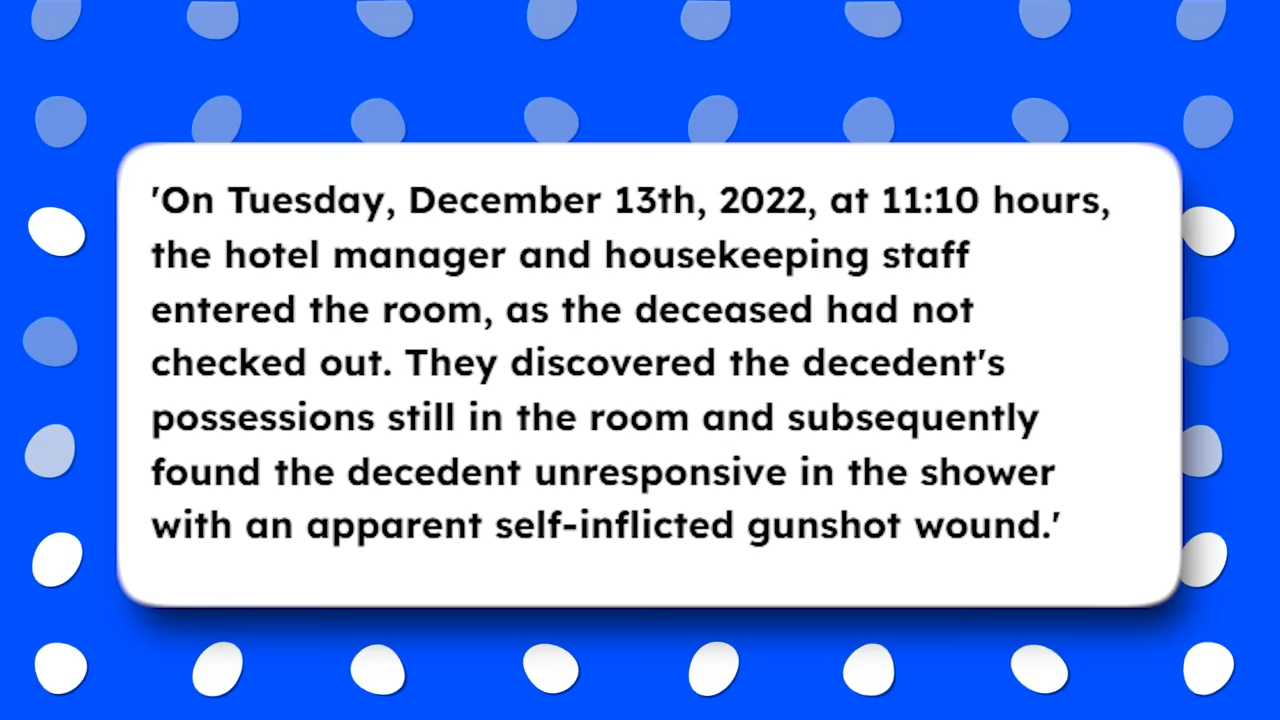 'On Tuesday, December 13th, 2022, at 11:10 hours,
the hotel manager and housekeeping staff
entered the room, as the deceased had not
checked out. They discovered the decedent's
possessions still in the room and subsequently
found the decedent unresponsive in the shower
with an apparent self-inflicted gunshot wound.'